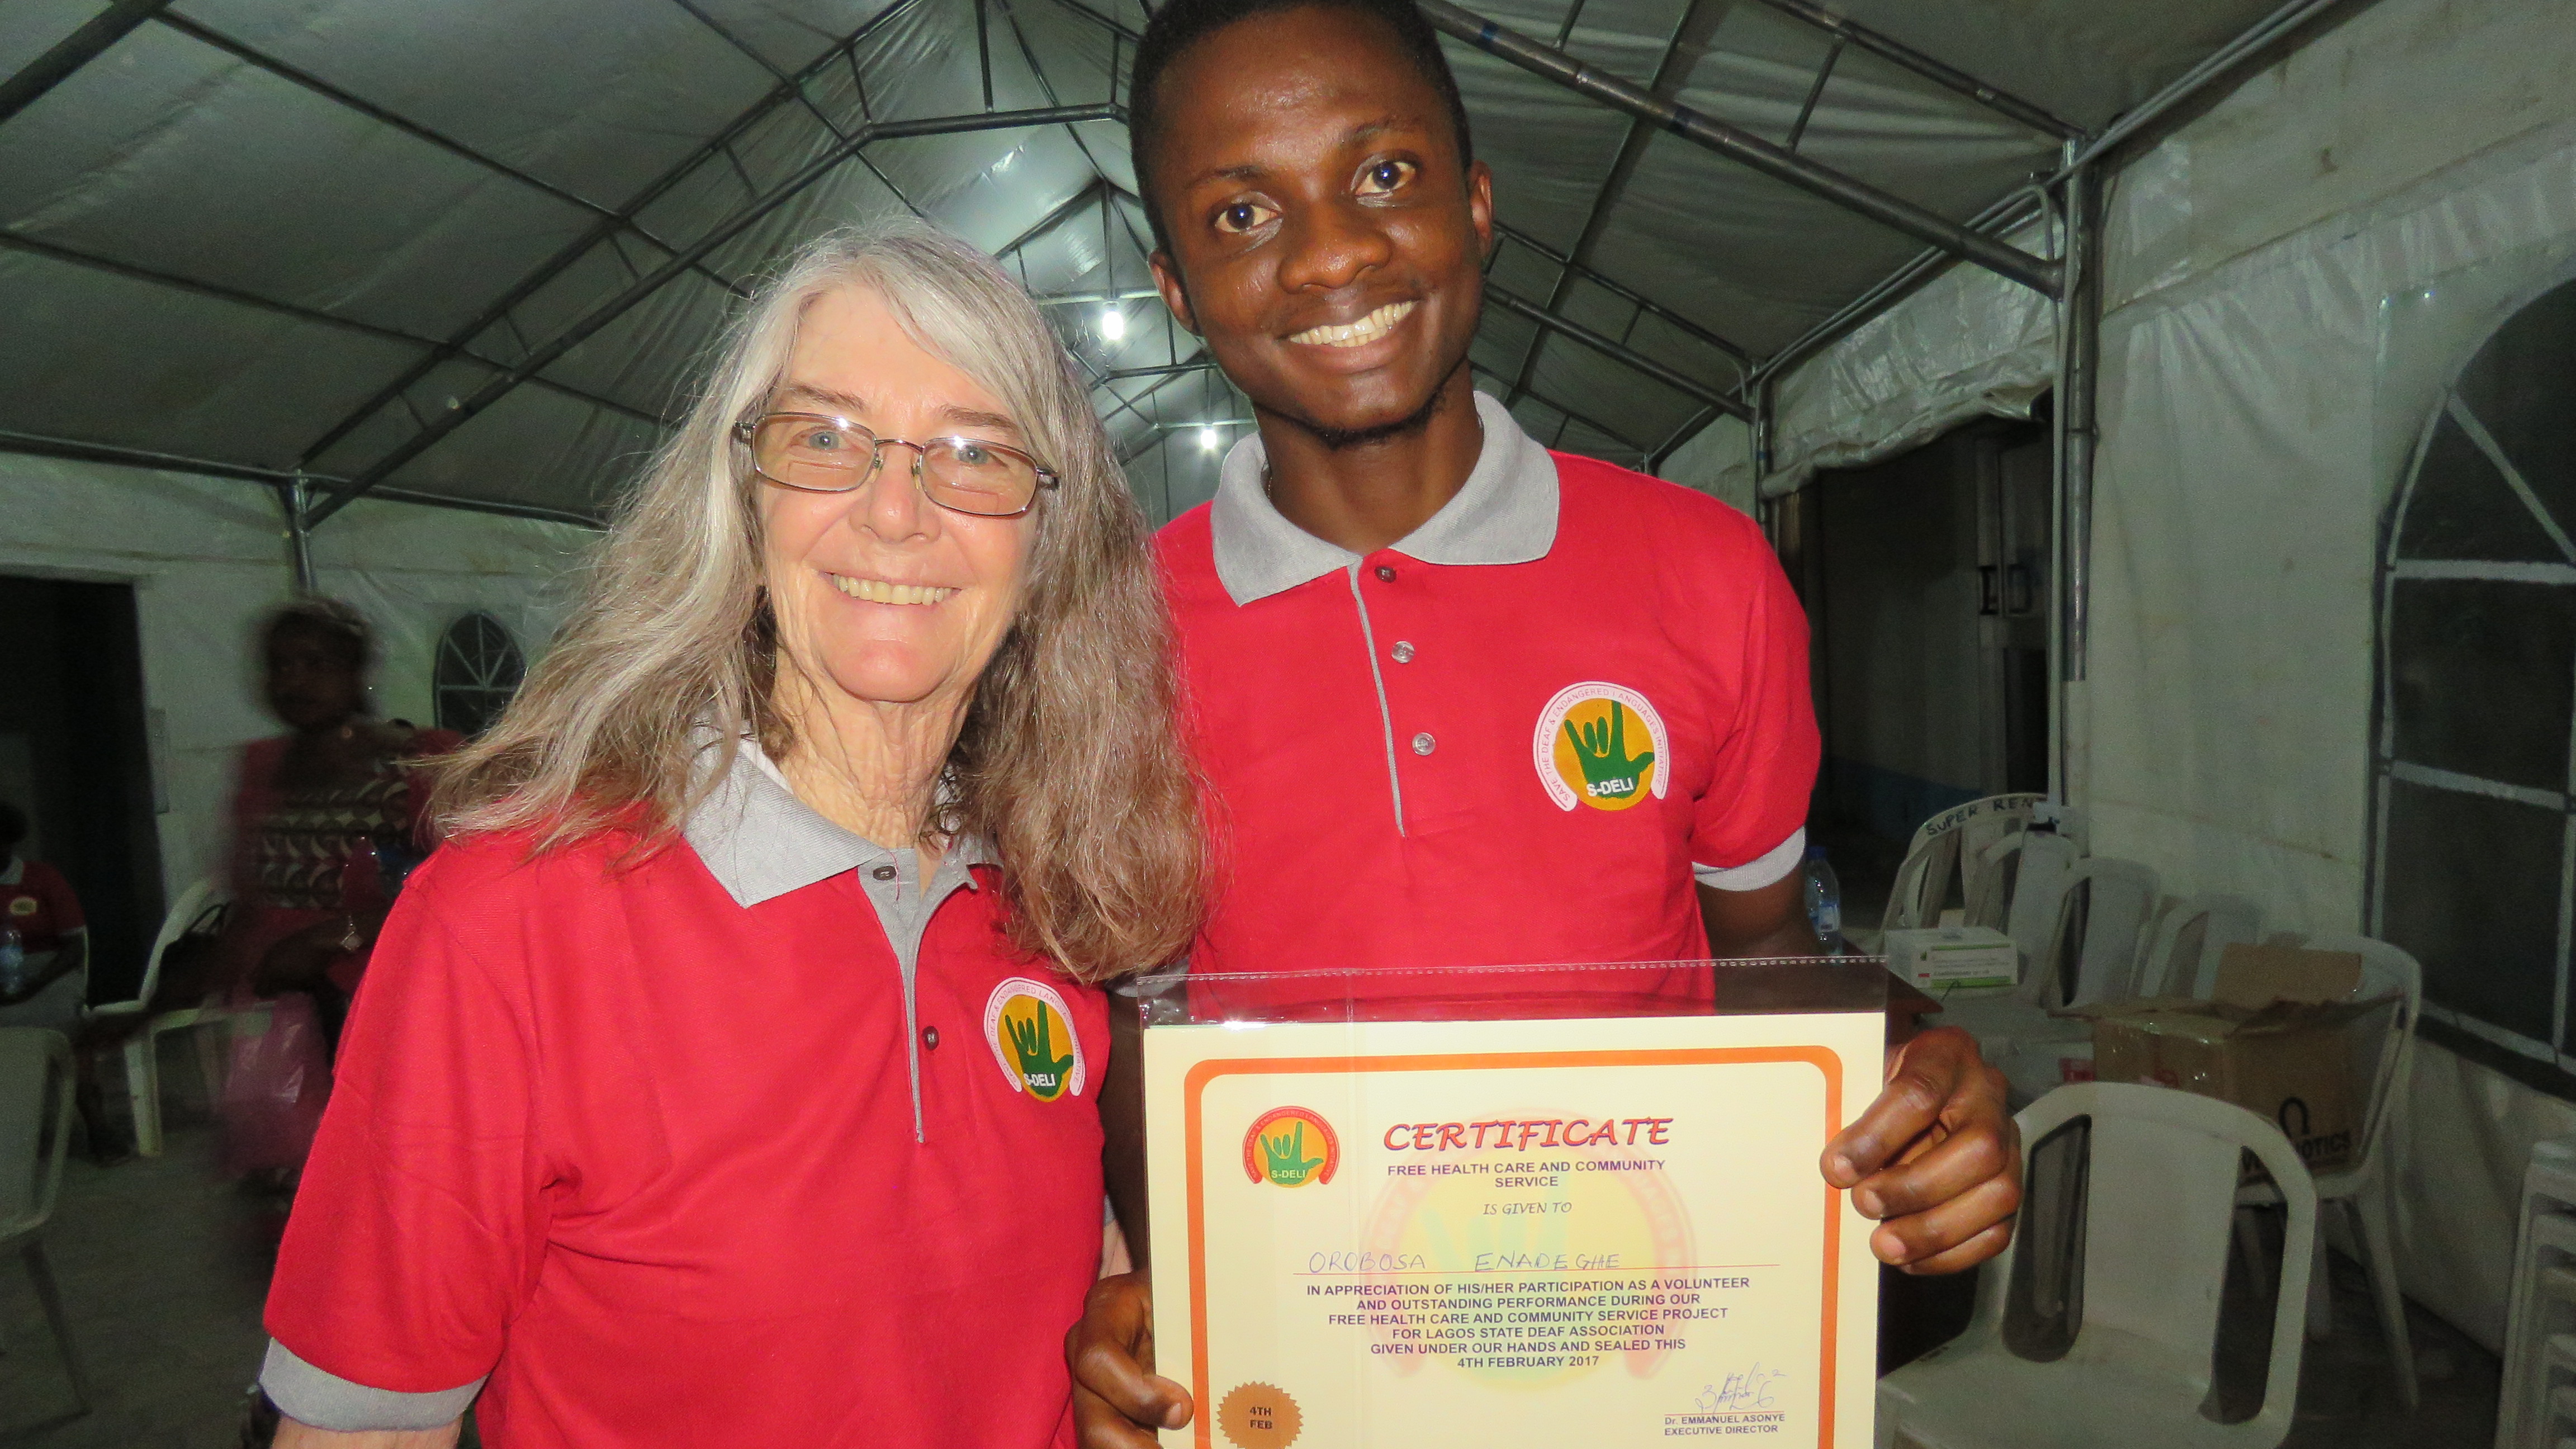 SUPER REN
SAVE THE DEAF & ENDANGERED LANGUAGES INITIATIVE
S-DELI
DEAF & ENDANGERED LANGU
S-DELI
S-DELI
CERTIFICATE
FREE HEALTH CARE AND COMMUNITY
SERVICE
IS GIVEN TO
OROBOSA ENADEGHE
IN APPRECIATION OF HIS/HER PARTICIPATION AS A VOLUNTEER
AND OUTSTANDING PERFORMANCE DURING OUR
FREE HEALTH CARE AND COMMUNITY SERVICE PROJECT
FOR LAGOS STATE DEAF ASSOCIATION
GIVEN UNDER OUR HANDS AND SEALED THIS
4TH FEBRUARY 2017
4TH
FEB
Dr. EMMANUEL ASONYE
EXECUTIVE DIRECTOR